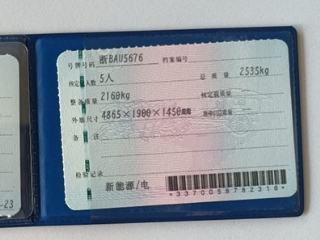 号牌号码 浙BAU5676 档案编号
核定载人数 5人 总质量 2535kg
整备质量 2160kg 核定载质量
外廓尺寸 4865×1900×1450mm 准牵引总质量
备注
检验记录
新能源/电
*3370058782316*
-23